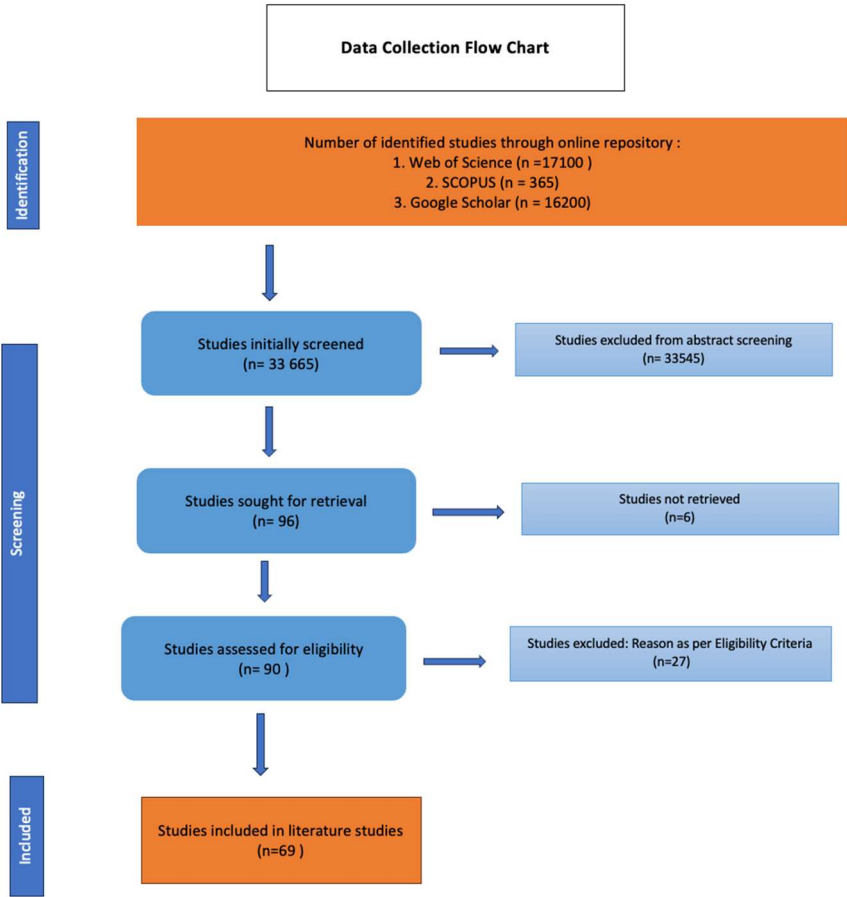 Data Collection Flow Chart
Identification
Number of identified studies through online repository :
1. Web of Science (n =17100 )
2. SCOPUS (n = 365)
3. Google Scholar (n = 16200)
Screening
Studies initially screened
(n= 33 665)
Studies excluded from abstract screening
(n= 33545)
Studies sought for retrieval
(n= 96)
Studies not retrieved
(n=6)
Studies assessed for eligibility
(n= 90 )
Studies excluded: Reason as per Eligibility Criteria
(n=27)
Included
Studies included in literature studies
(n=69 )